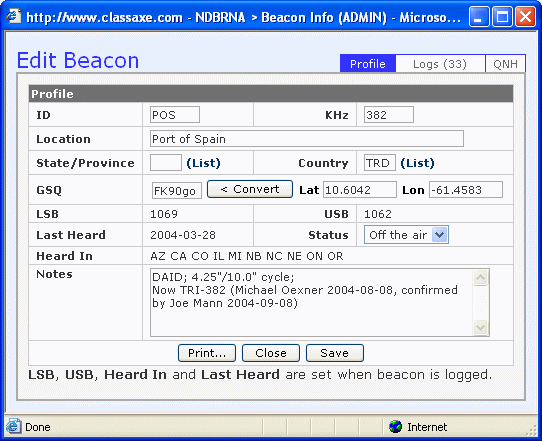 http://www.classaxe.com - NDBRNA > Beacon Info (ADMIN) - Microso...
Edit Beacon
Profile Logs (33) QNH
Profile
ID POS KHz 382
Location Port of Spain
State/Province (List) Country TRD (List)
GSQ FK90go < Convert Lat 10.6042 Lon -61.4583
LSB 1069 USB 1062
Last Heard 2004-03-28 Status Off the air
Heard In AZ CA CO IL MI NB NC NE ON OR
Notes DAID; 4.25"/10.0" cycle;
Now TRI-382 (Michael Oexner 2004-08-08, confirmed
by Joe Mann 2004-09-08)
Print... Close Save
LSB, USB, Heard In and Last Heard are set when beacon is logged.
Done Internet